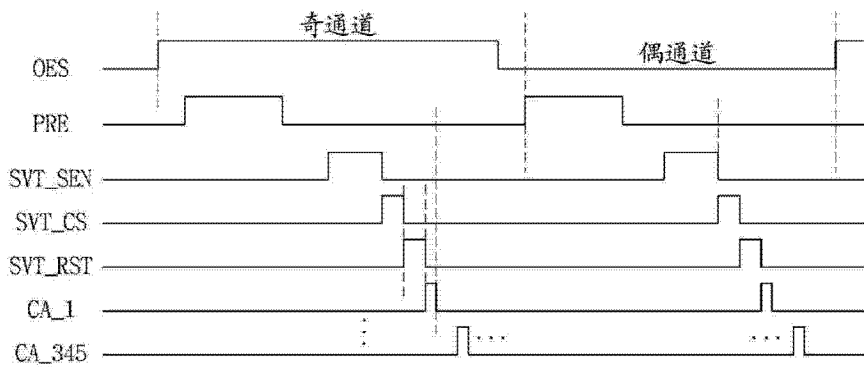 奇通道
偶通道
OES
PRE
SVT_SEN
SVT_CS
SVT_RST
CA_1
CA_345